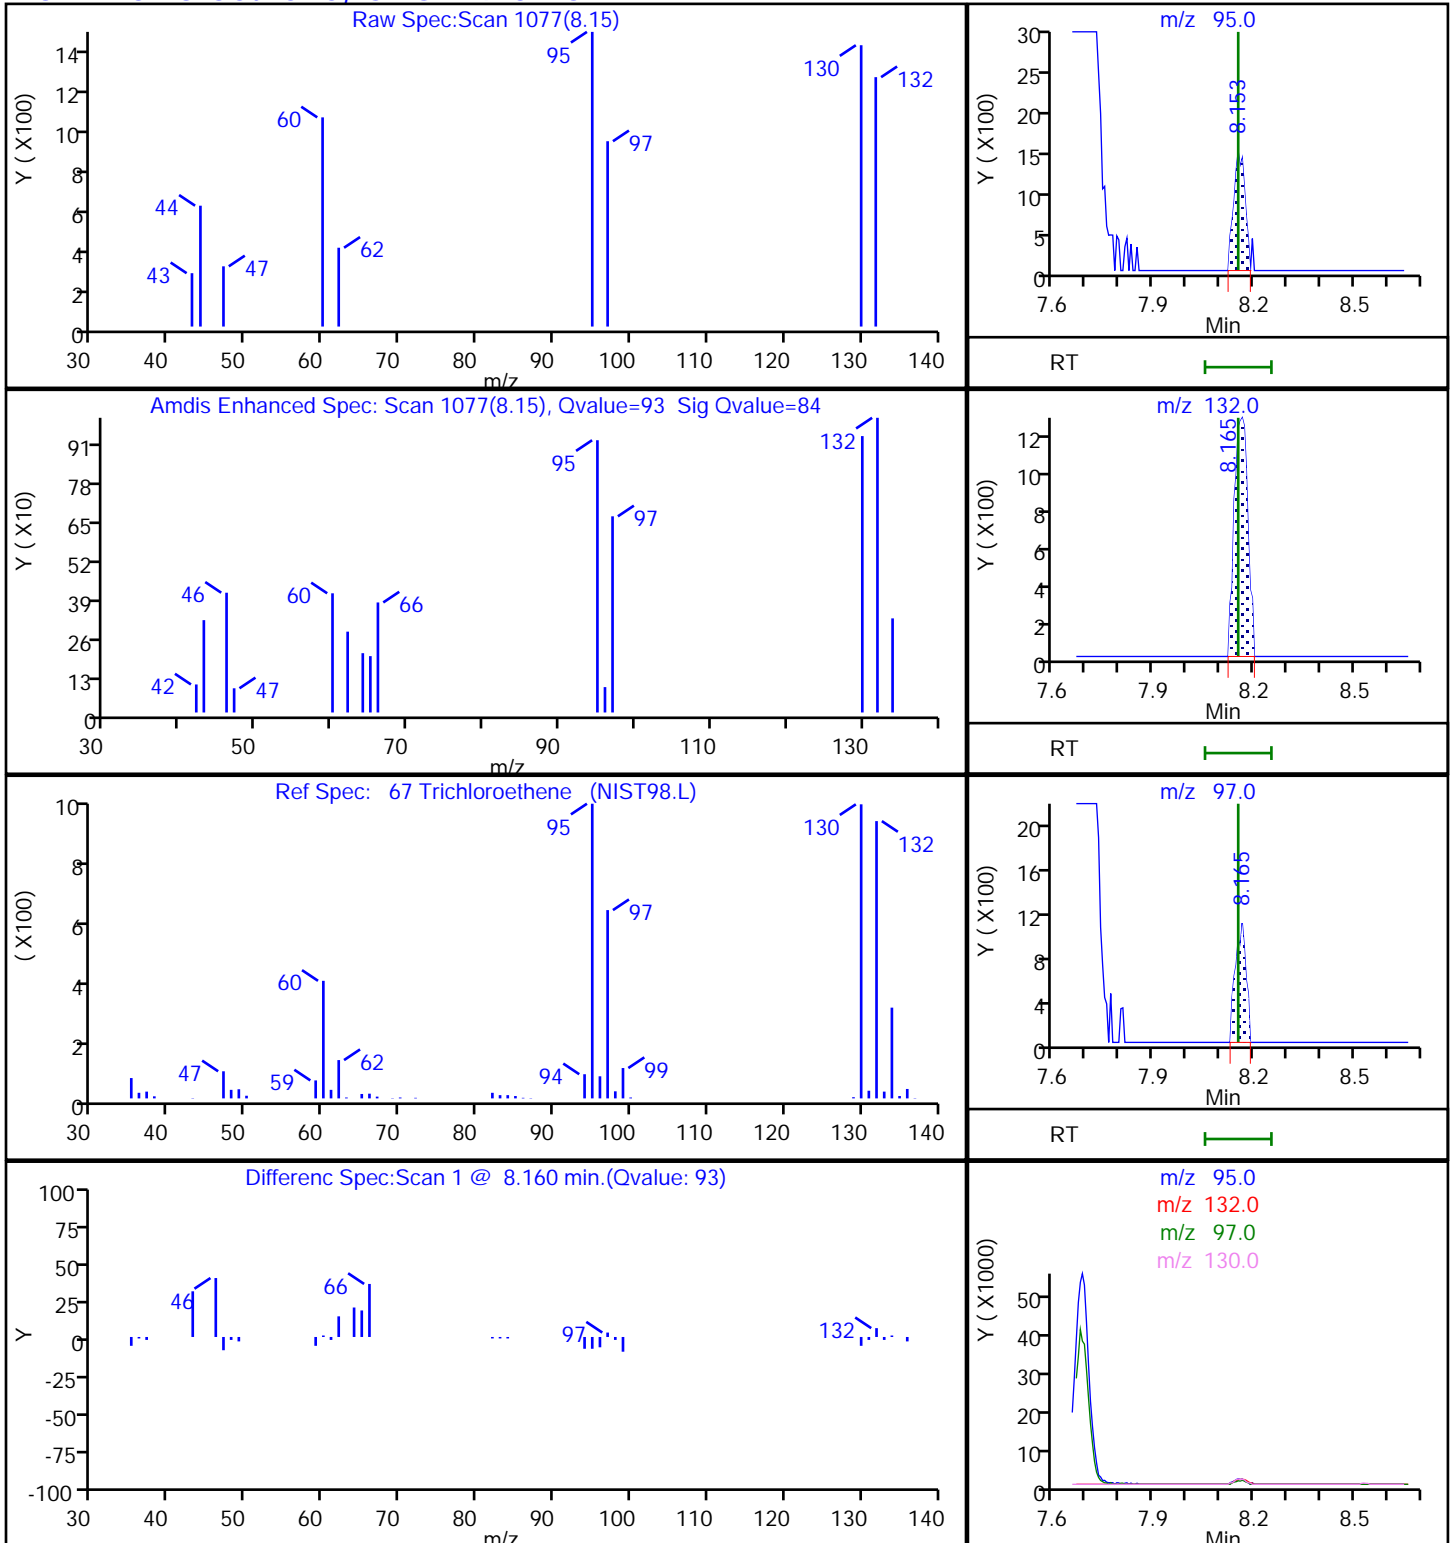 Raw Spec:Scan 1077(8.15)
Y ( X100)
14
12
10
8
6
4
2
0
43
44
47
60
62
95
97
130
132
30 40 50 60 70 80 90 100 110 120 130 140
m/z
m/z 95.0
Y ( X100)
30
25
20
15
10
5
0
8.153
7.6 7.9 8.2 8.5
Min
RT
Amdis Enhanced Spec: Scan 1077(8.15), Qvalue=93 Sig Qvalue=84
Y ( X10)
91
78
65
52
39
26
13
0
42
46
47
60
66
95
97
132
30 50 70 90 110 130
m/z
m/z 132.0
Y ( X100)
12
10
8
6
4
2
0
8.165
7.6 7.9 8.2 8.5
Min
RT
Ref Spec: 67 Trichloroethene (NIST98.L)
( X100)
10
8
6
4
2
0
47
59
60
62
94
95
97
99
130
132
30 40 50 60 70 80 90 100 110 120 130 140
m/z 97.0
Y ( X100)
20
16
12
8
4
0
8.165
7.6 7.9 8.2 8.5
Min
RT
Differenc Spec:Scan 1 @ 8.160 min.(Qvalue: 93)
Y
100
75
50
25
0
-25
-50
-75
-100
46
66
97
132
30 40 50 60 70 80 90 100 110 120 130 140
m/z
m/z 95.0
m/z 132.0
m/z 97.0
m/z 130.0
Y ( X1000)
50
40
30
20
10
0
7.6 7.9 8.2 8.5
Min